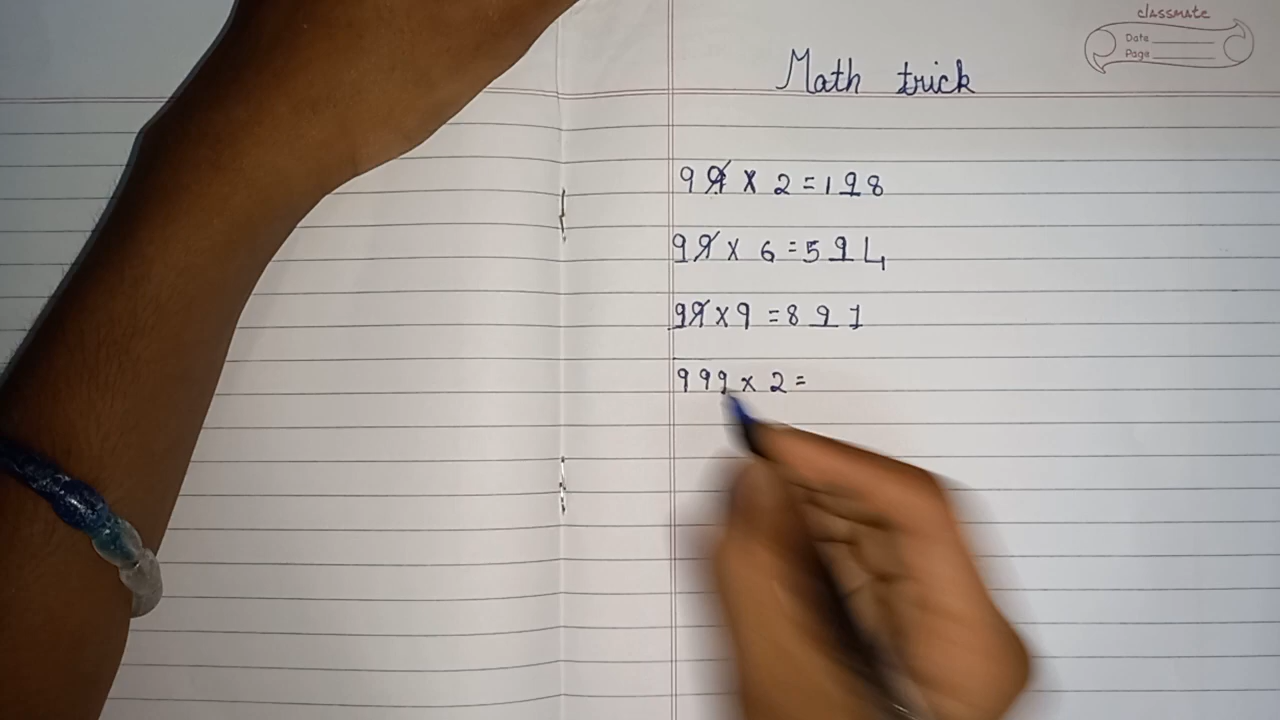 classmate
Date
Page
Math trick
99 x 2 = 198
99 x 6 = 594
99 x 9 = 891
999 x 2 =